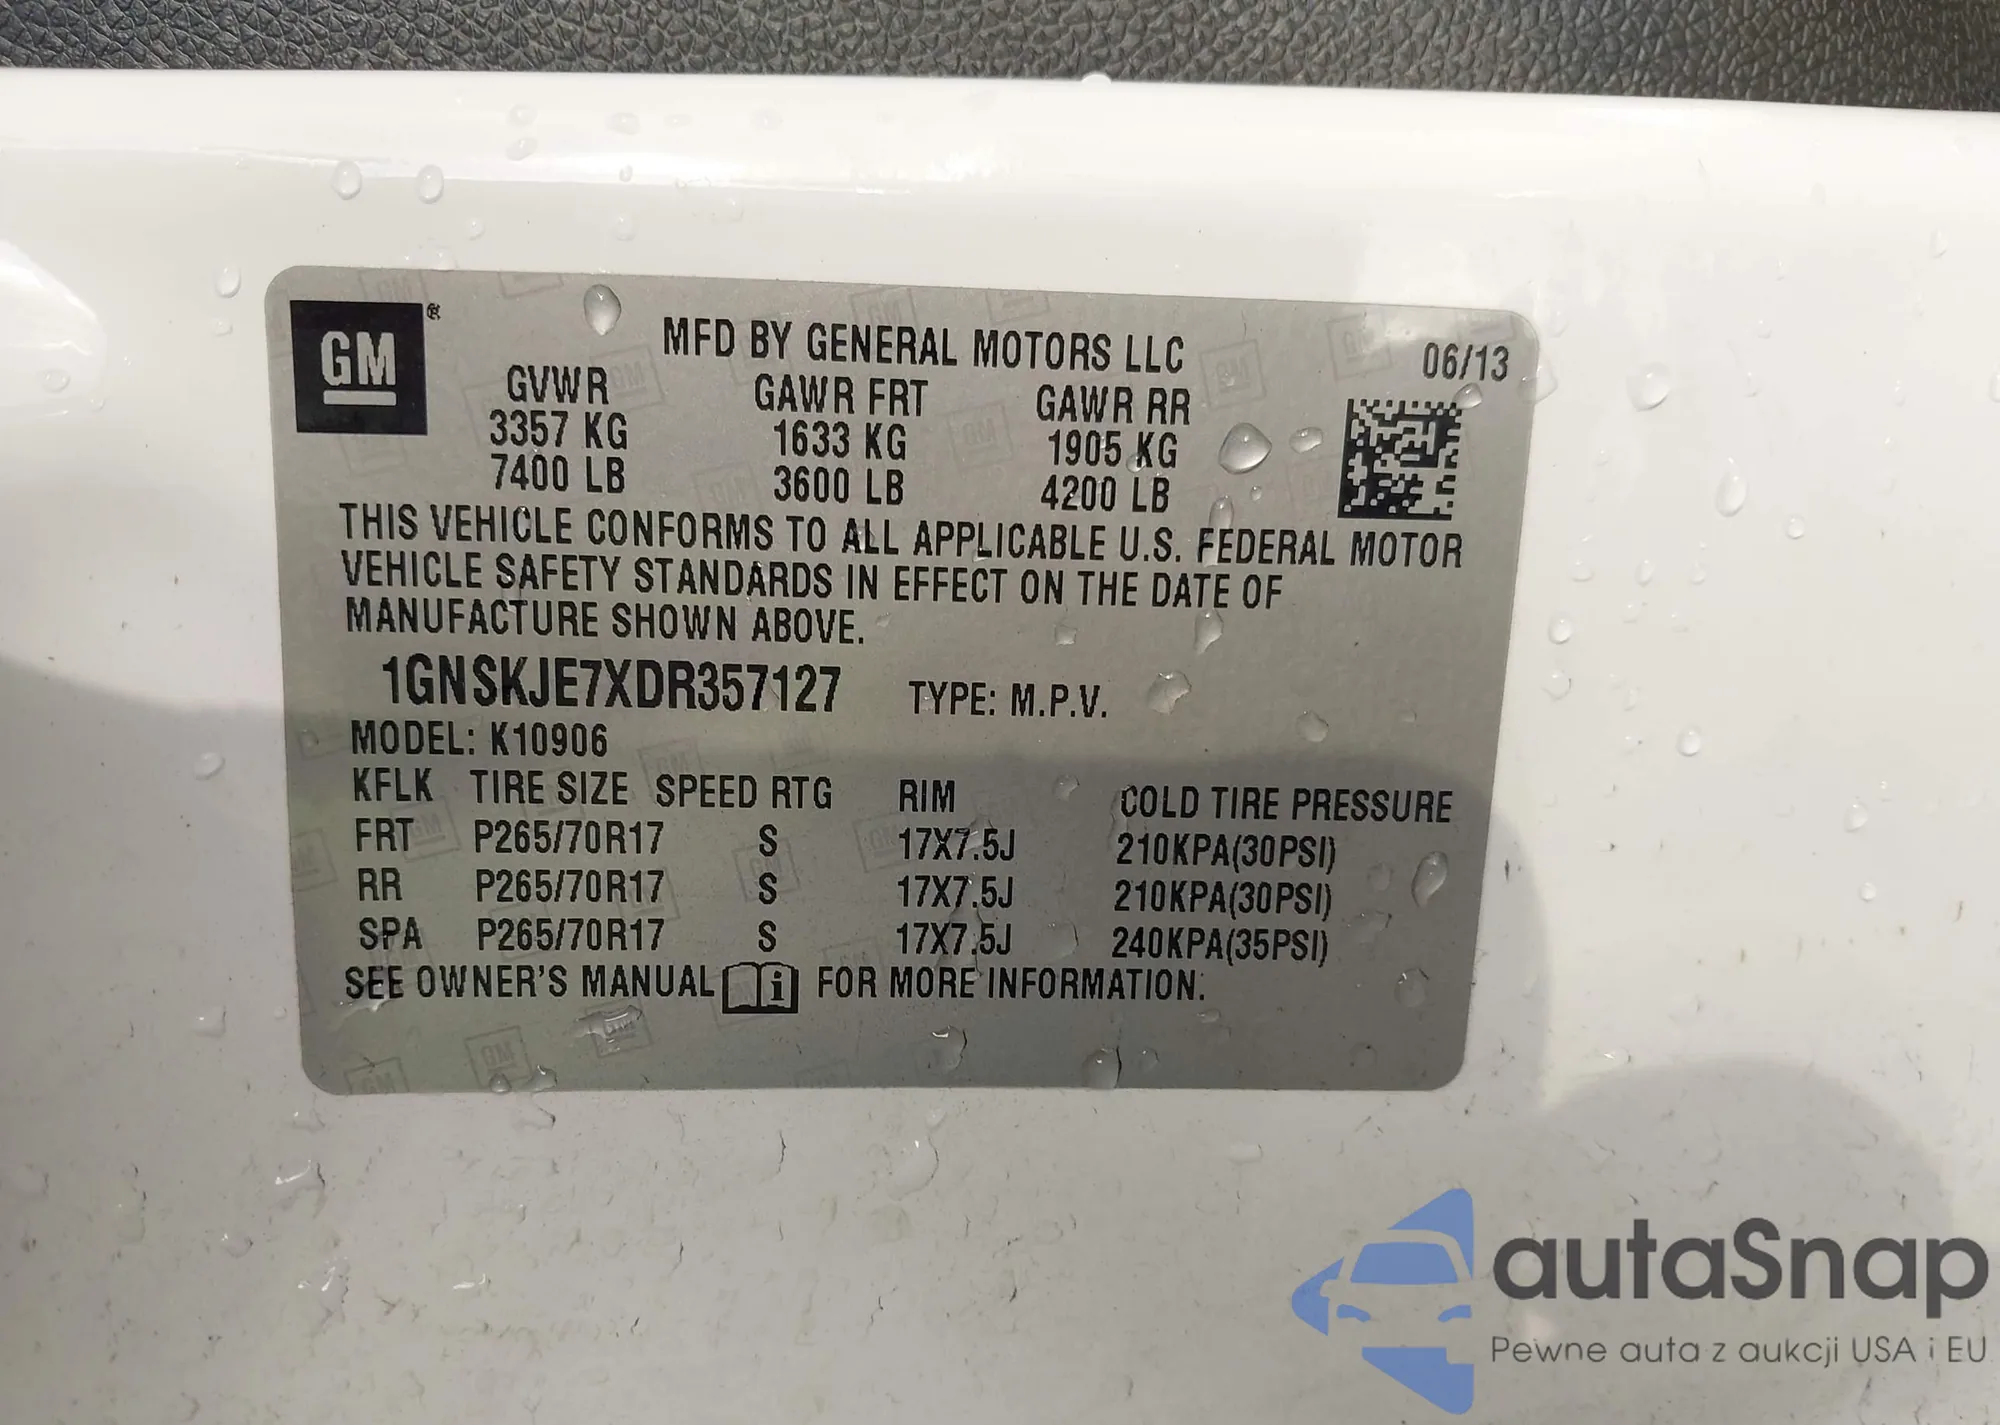 GM®
MFD BY GENERAL MOTORS LLC
06/13
GVWR GAWR FRT GAWR RR
3357 KG 1633 KG 1905 KG
7400 LB 3600 LB 4200 LB
THIS VEHICLE CONFORMS TO ALL APPLICABLE U.S. FEDERAL MOTOR
VEHICLE SAFETY STANDARDS IN EFFECT ON THE DATE OF
MANUFACTURE SHOWN ABOVE.
1GNSKJE7XDR357127 TYPE: M.P.V.
MODEL: K10906
KFLK TIRE SIZE SPEED RTG RIM COLD TIRE PRESSURE
FRT P265/70R17 S 17X7.5J 210KPA(30PSI)
RR P265/70R17 S 17X7.5J 210KPA(30PSI)
SPA P265/70R17 S 17X7.5J 240KPA(35PSI)
SEE OWNER'S MANUAL i FOR MORE INFORMATION.
autaSnap
Pewne auta z aukcji USA i EU